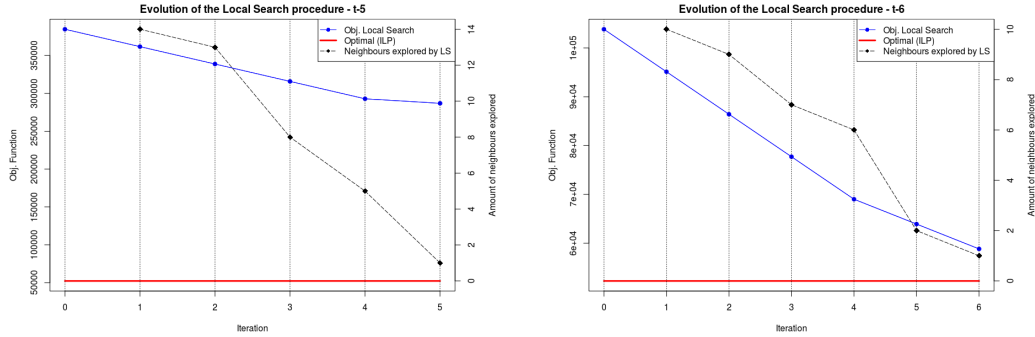 Evolution of the Local Search procedure - t-5
Obj. Local Search
Optimal (ILP)
Neighbours explored by LS
Obj. Function
350000
300000
250000
200000
150000
100000
50000
14
12
10
8
6
4
2
0
Amount of neighbours explored
0 1 2 3 4 5
Iteration
Evolution of the Local Search procedure - t-6
Obj. Local Search
Optimal (ILP)
Neighbours explored by LS
Obj. Function
1e+05
9e+04
8e+04
7e+04
6e+04
10
8
6
4
2
0
Amount of neighbours explored
0 1 2 3 4 5 6
Iteration